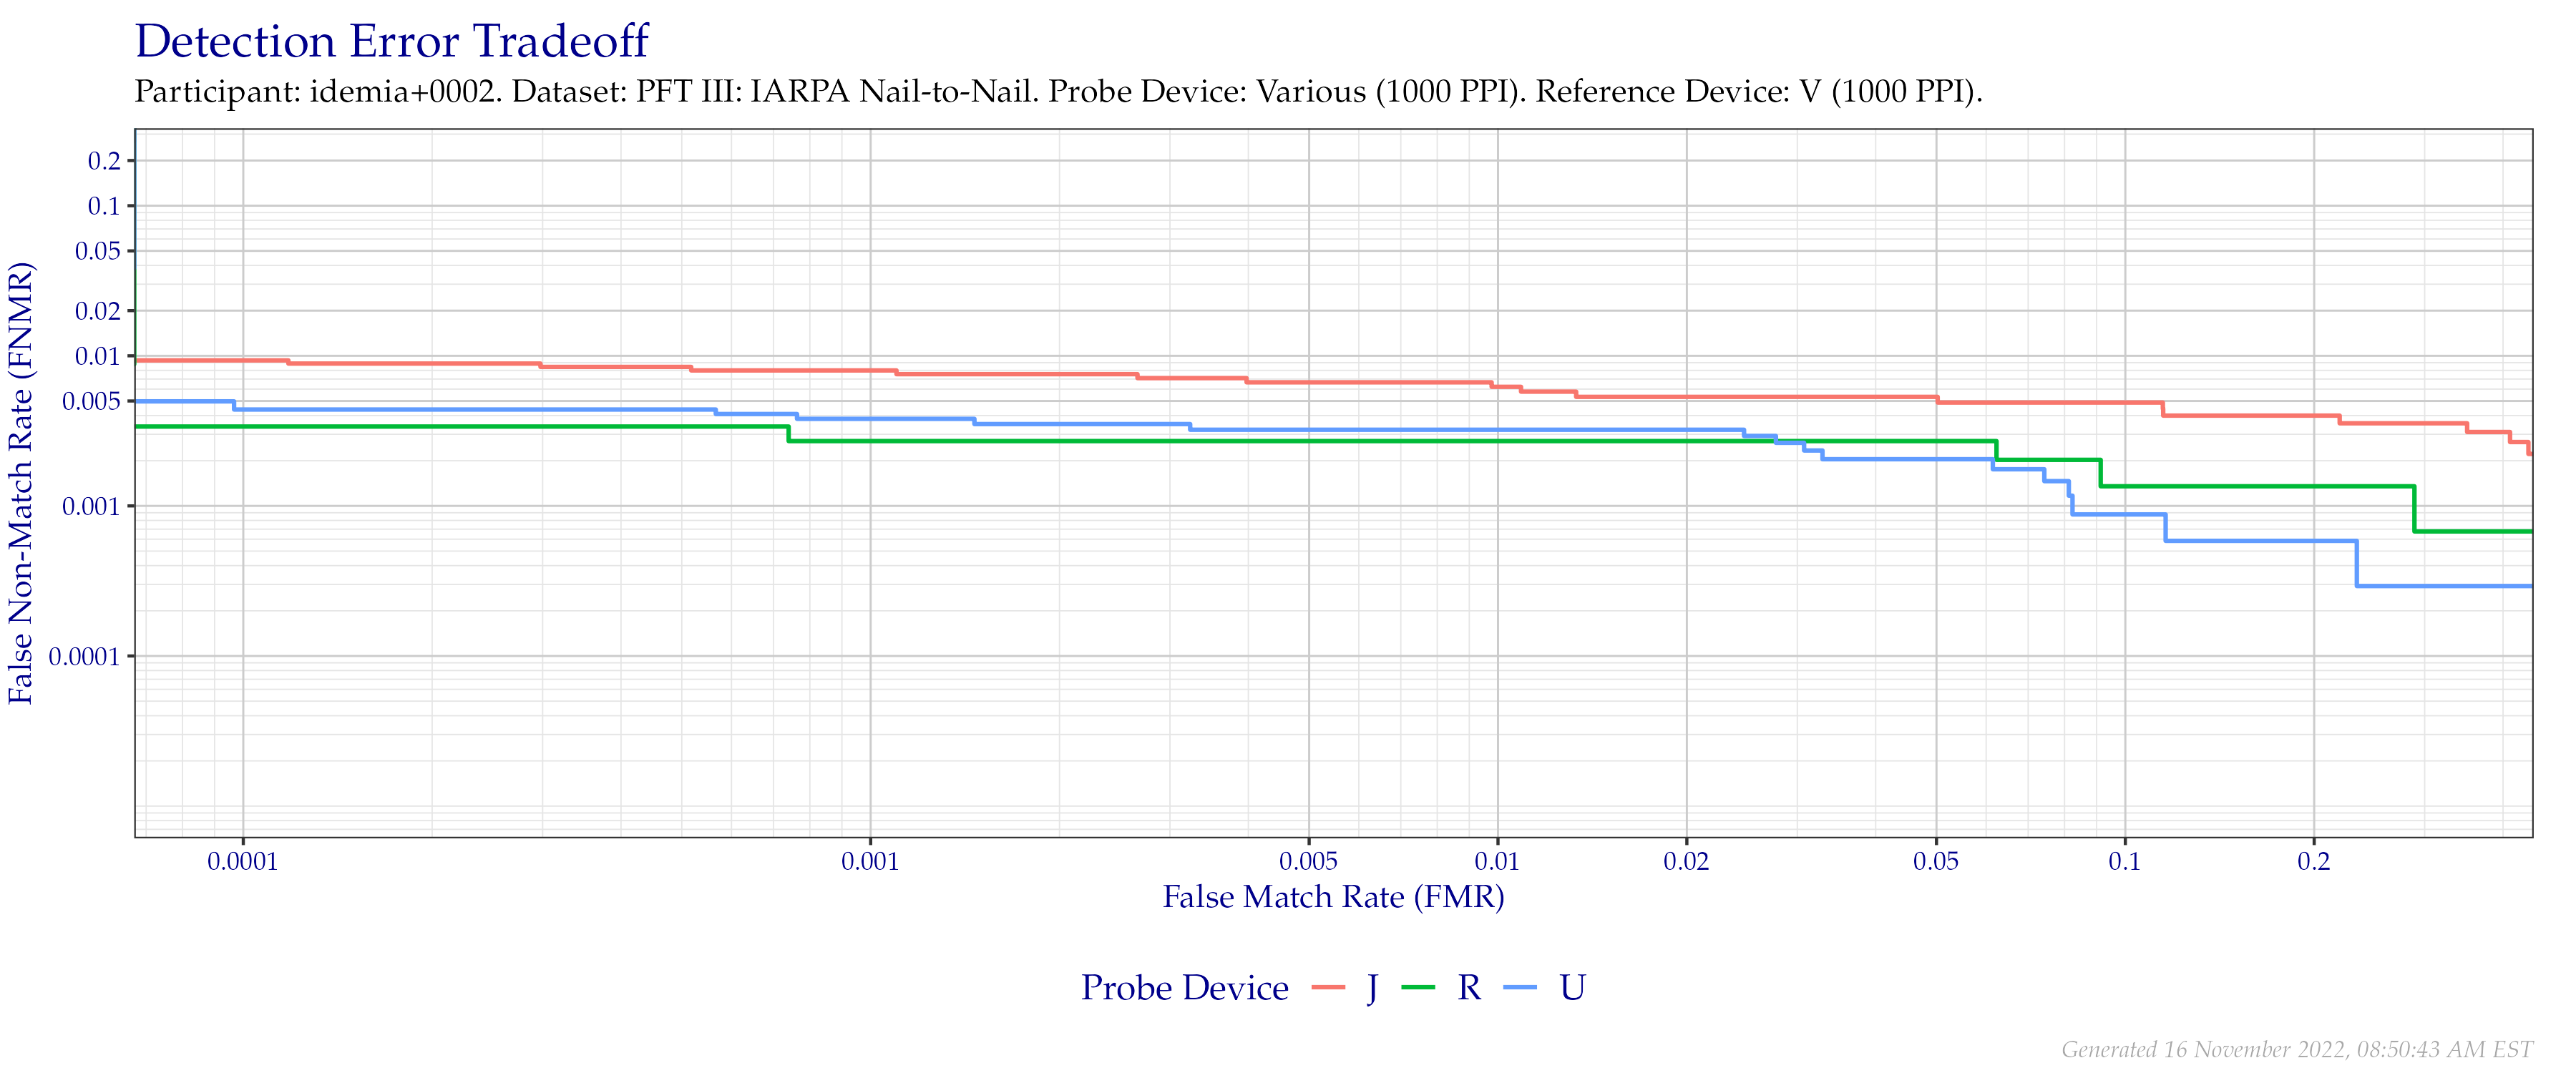 Detection Error Tradeoff
Participant: idemia+0002. Dataset: PFT III: IARPA Nail-to-Nail. Probe Device: Various (1000 PPI). Reference Device: V (1000 PPI).
False Non-Match Rate (FNMR)
0.2
0.1
0.05
0.02
0.01
0.005
0.001
0.0001
0.0001 0.001 0.005 0.01 0.02 0.05 0.1 0.2
False Match Rate (FMR)
Probe Device J R U
Generated 16 November 2022, 08:50:43 AM EST